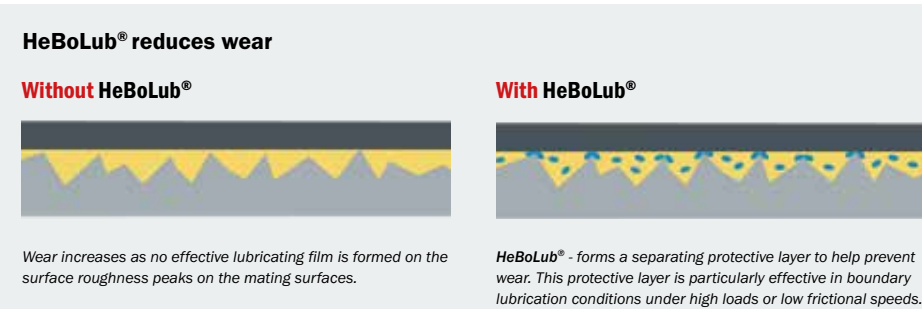 HeBoLub® reduces wear
Without HeBoLub®
Wear increases as no effective lubricating film is formed on the
surface roughness peaks on the mating surfaces.
With HeBoLub®
HeBoLub® - forms a separating protective layer to help prevent
wear. This protective layer is particularly effective in boundary
lubrication conditions under high loads or low frictional speeds.